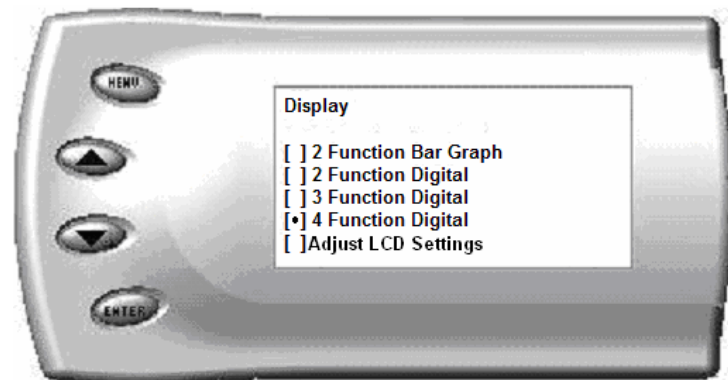 MENU
Display
[ ] 2 Function Bar Graph
[ ] 2 Function Digital
[ ] 3 Function Digital
[•] 4 Function Digital
[ ]Adjust LCD Settings
ENTER